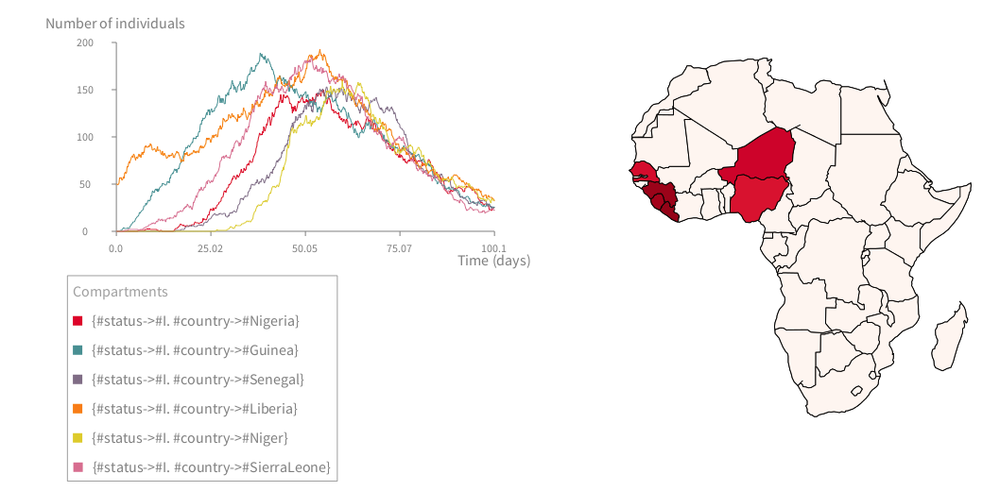 Number of individuals
200
150
100
50
0
0.0 25.02 50.05 75.07 100.1
Time (days)
Compartments
{#status->#I. #country->#Nigeria}
{#status->#I. #country->#Guinea}
{#status->#I. #country->#Senegal}
{#status->#I. #country->#Liberia}
{#status->#I. #country->#Niger}
{#status->#I. #country->#SierraLeone}